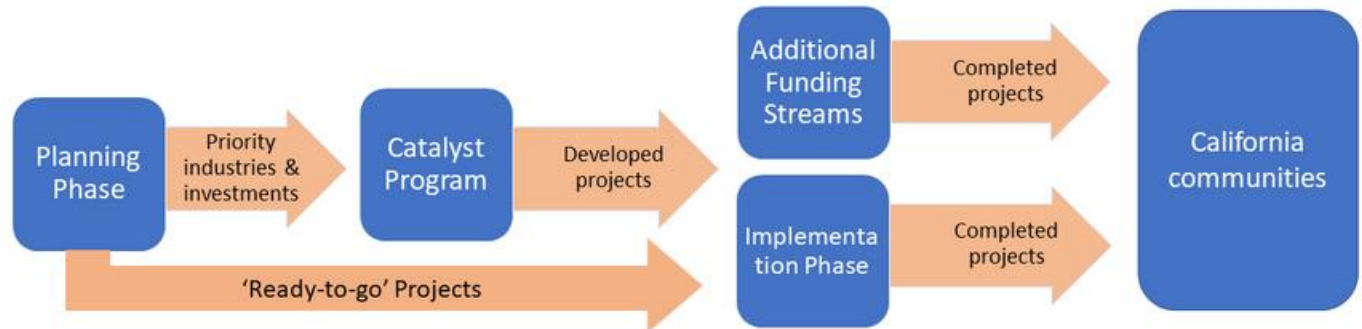 Planning
Phase
Priority
industries &
investments
Catalyst
Program
Developed
projects
Additional
Funding
Streams
Completed
projects
Implementa
tion Phase
Completed
projects
California
communities
‘Ready-to-go’ Projects